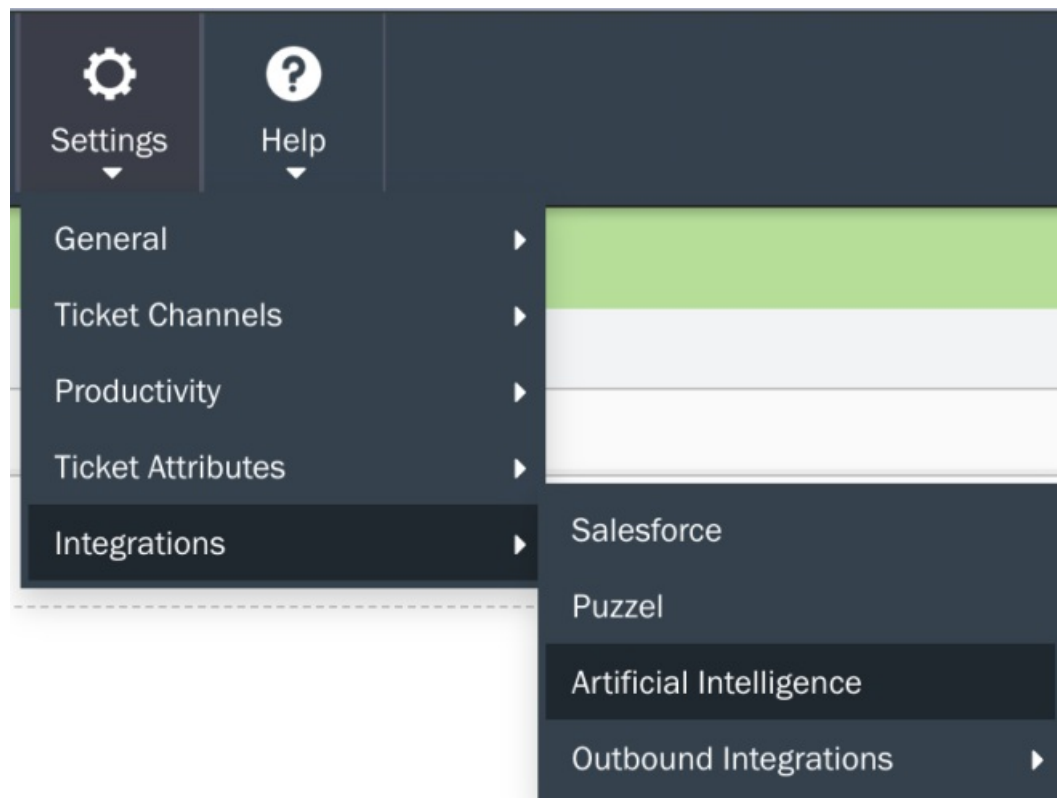 Settings
Help
General
Ticket Channels
Productivity
Ticket Attributes
Integrations
Salesforce
Puzzel
Artificial Intelligence
Outbound Integrations